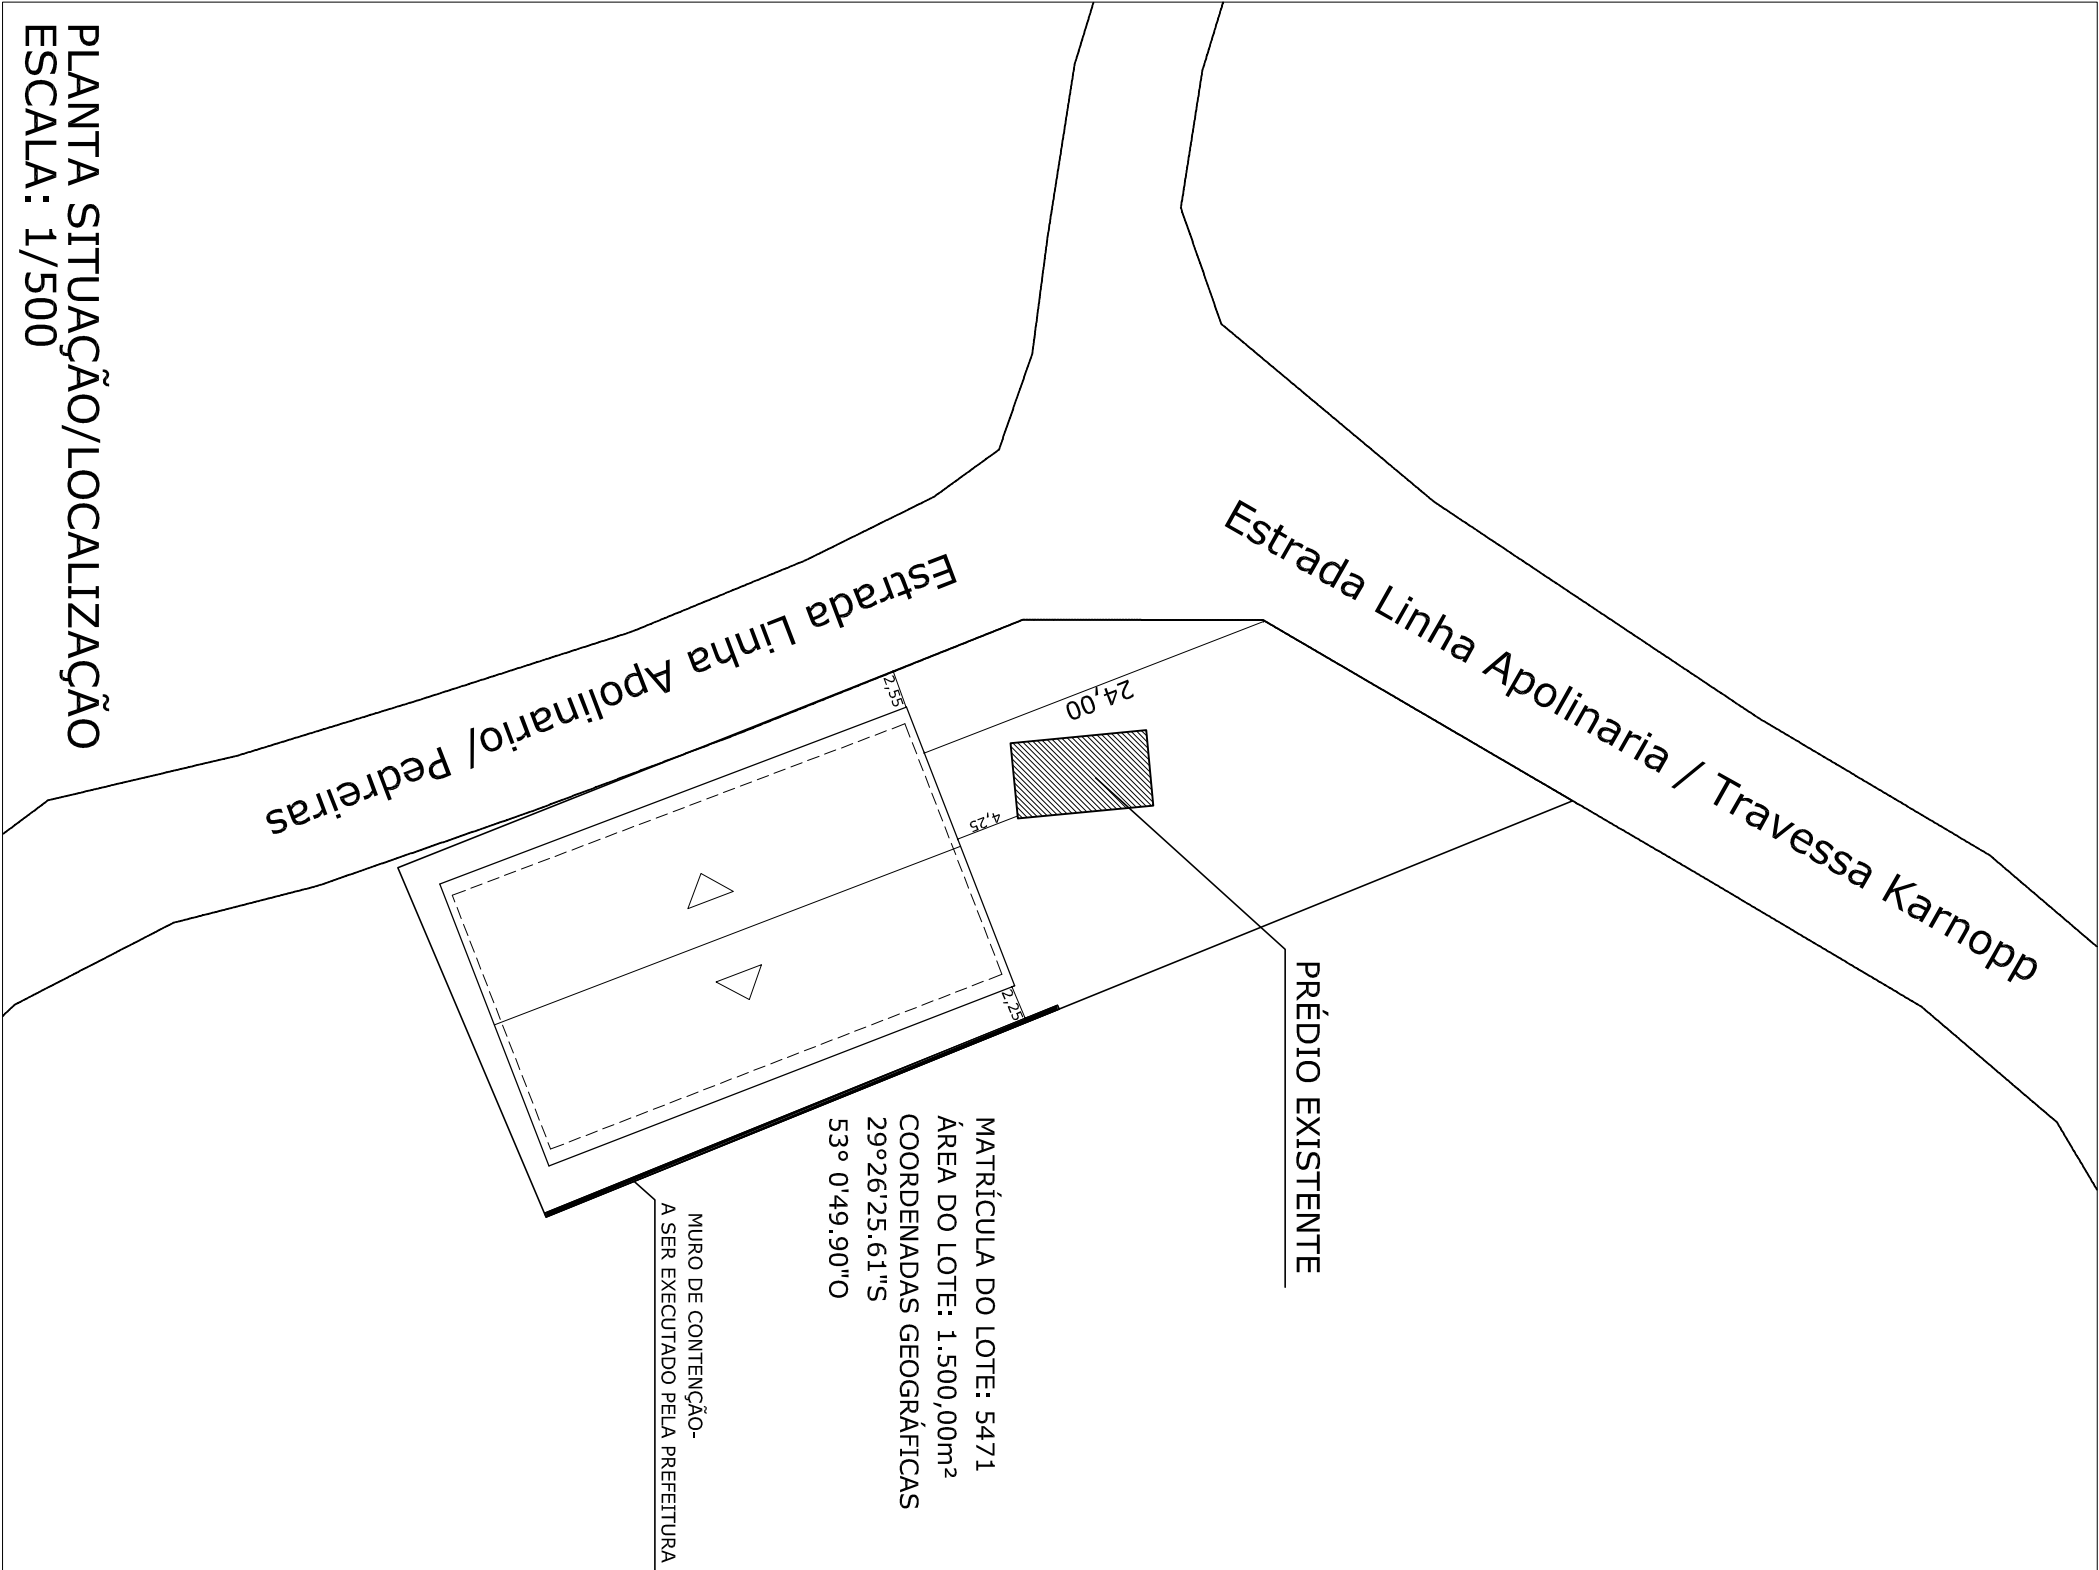 PLANTA SITUAÇÃO/LOCALIZAÇÃO
ESCALA: 1/500
Estrada Linha Apolinaria / Travessa Karnopp
Estrada Linha Apolinario/ Pedreiras
2,55
24,00
4,25
2,25
PRÉDIO EXISTENTE
MATRÍCULA DO LOTE: 5471
ÁREA DO LOTE: 1.500,00m²
COORDENADAS GEOGRÁFICAS
29°26'25.61"S
53° 0'49.90"O
MURO DE CONTENÇÃO-
A SER EXECUTADO PELA PREFEITURA